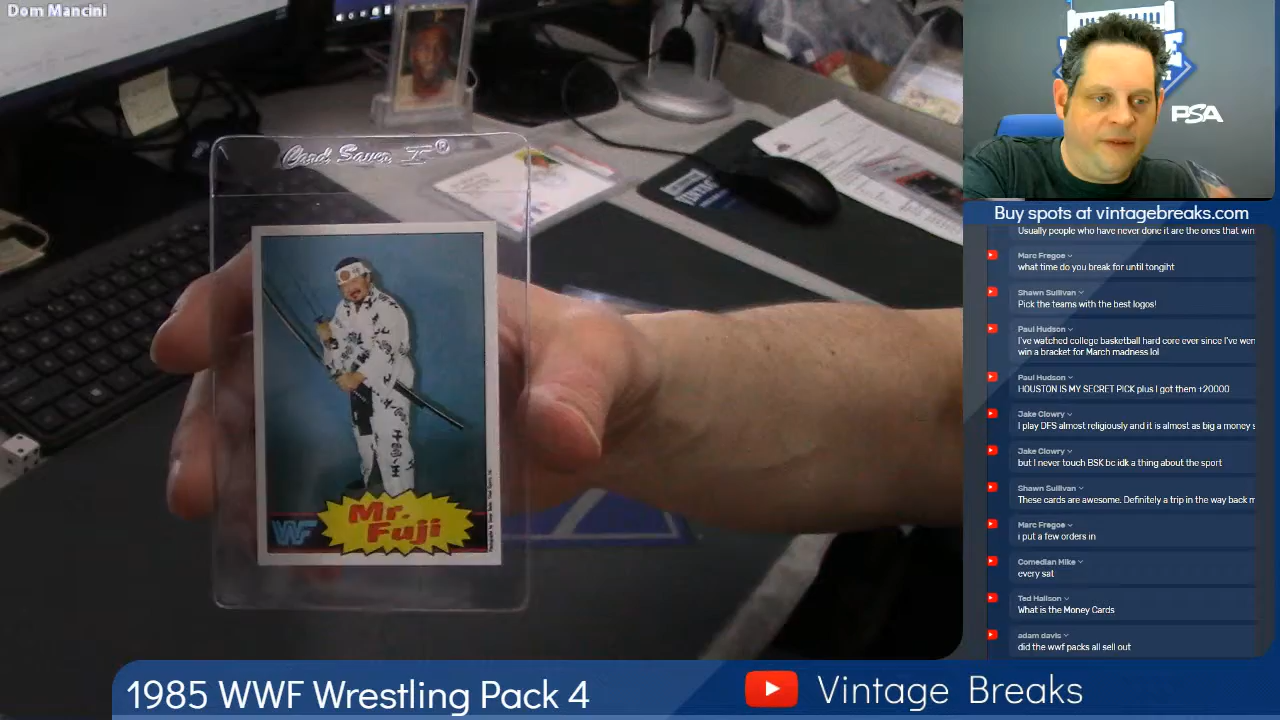 Dom Mancini
Card Saver I®
Mr.
Fuji
WF
VINTAGE
PSA
Buy spots at vintagebreaks.com
Usually people who have never done it are the ones that win
Marc Fregoe
what time do you break for until tongiht
Shawn Sullivan
Pick the teams with the best logos!
Paul Hudson
I've watched college basketball hard core ever since I've wen
win a bracket for March madness lol
Paul Hudson
HOUSTON IS MY SECRET PICK plus I got them +20000
Jake Clowry
I play DFS almost religiously and it is almost as big a money s
Jake Clowry
but I never touch BSK bc idk a thing about the sport
Shawn Sullivan
These cards are awesome. Definitely a trip in the way back m
Marc Fregoe
i put a few orders in
Comedian Mike
every sat
Ted Hallson
What is the Money Cards
adam davis
did the wwf packs all sell out
1985 WWF Wrestling Pack 4
Vintage Breaks